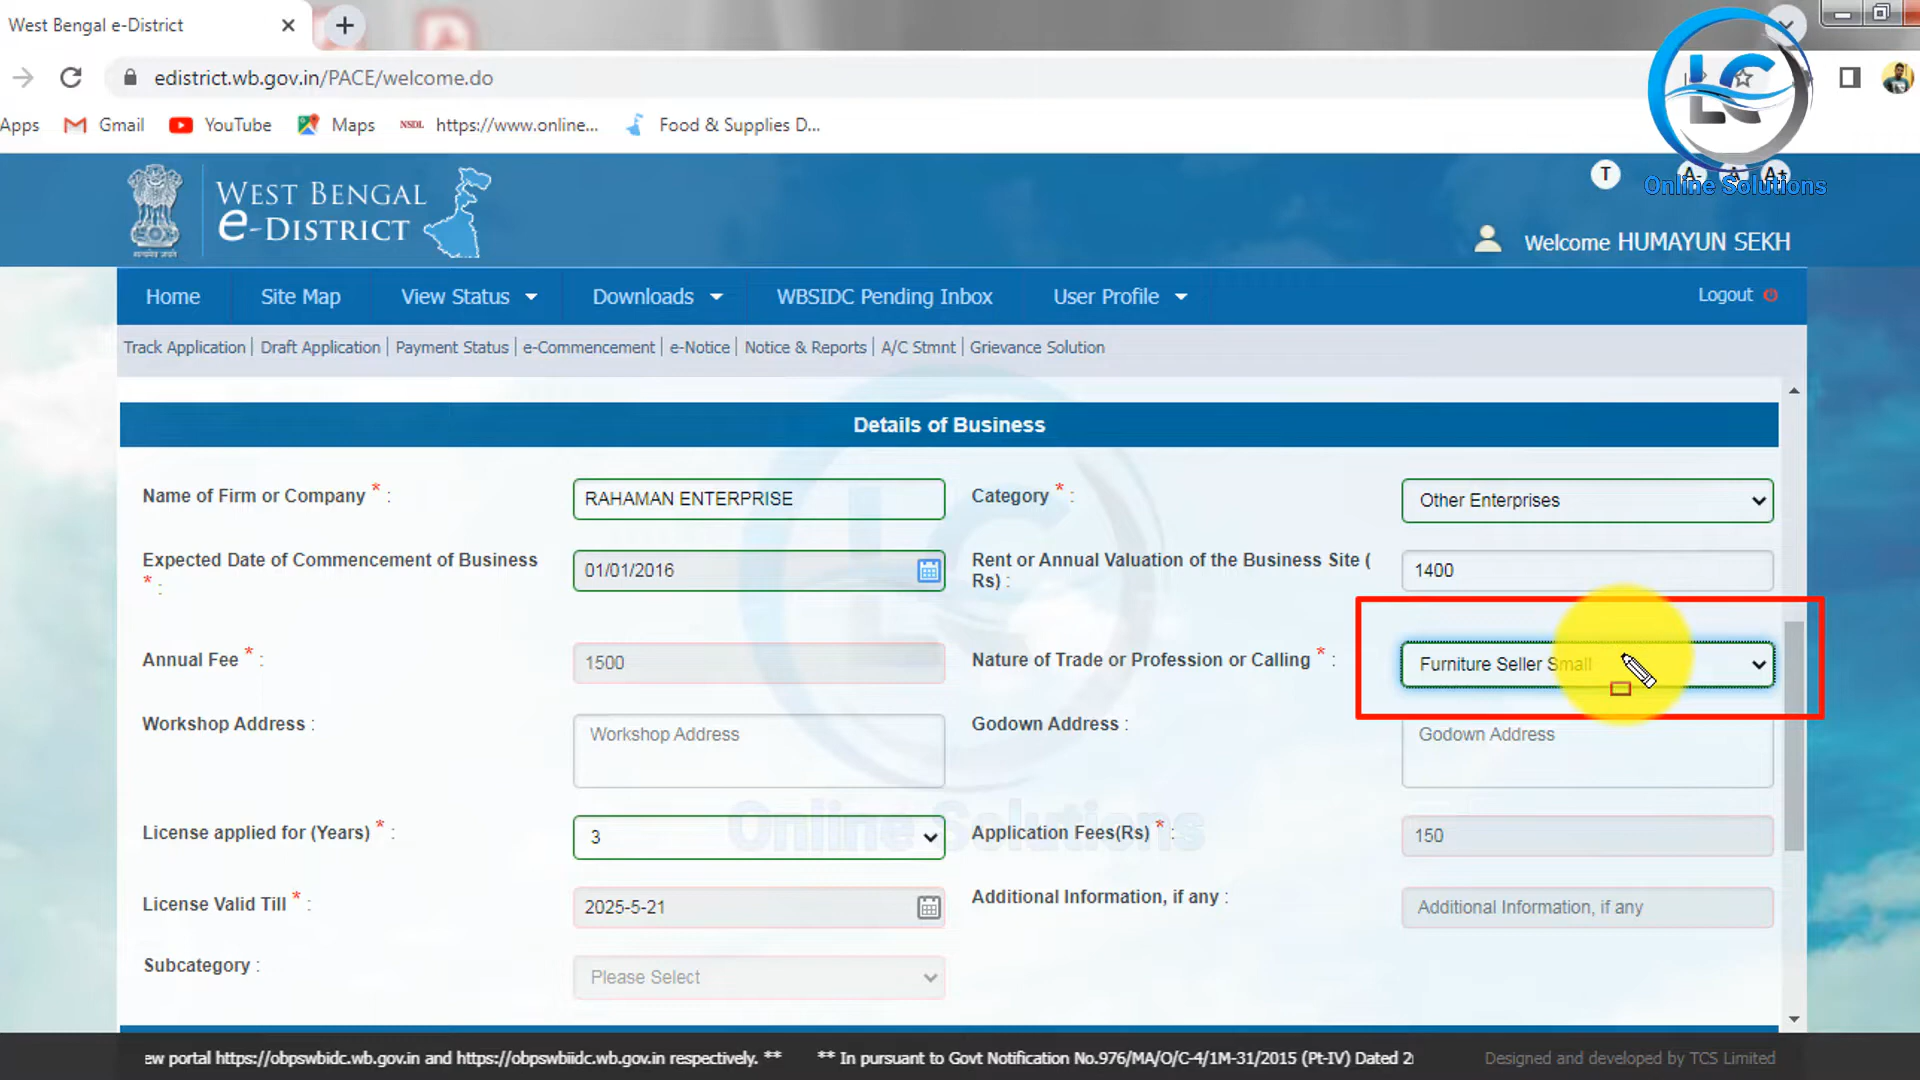 West Bengal e-District
edistrict.wb.gov.in/PACE/welcome.do
Apps Gmail YouTube Maps NSDL https://www.online... Food & Supplies D...
LC
Online Solutions
WEST BENGAL
e-DISTRICT
T A- A A+
Welcome HUMAYUN SEKH
Home Site Map View Status Downloads WBSIDC Pending Inbox User Profile Logout
Track Application| Draft Application| Payment Status| e-Commencement| e-Notice| Notice & Reports| A/C Stmnt| Grievance Solution
Details of Business
Name of Firm or Company * : RAHAMAN ENTERPRISE Category * : Other Enterprises
Expected Date of Commencement of Business * : 01/01/2016 Rent or Annual Valuation of the Business Site ( Rs) : 1400
Annual Fee * : 1500 Nature of Trade or Profession or Calling * : Furniture Seller Small
Workshop Address : Workshop Address Godown Address : Godown Address
License applied for (Years) * : 3 Application Fees(Rs) * : 150
License Valid Till * : 2025-5-21 Additional Information, if any : Additional Information, if any
Subcategory : Please Select
LC
Online Solutions
ew portal https://obpswbidc.wb.gov.in and https://obpswbiidc.wb.gov.in respectively. ** ** In pursuant to Govt Notification No.976/MA/O/C-4/1M-31/2015 (Pt-IV) Dated Designed and developed by TCS Limited